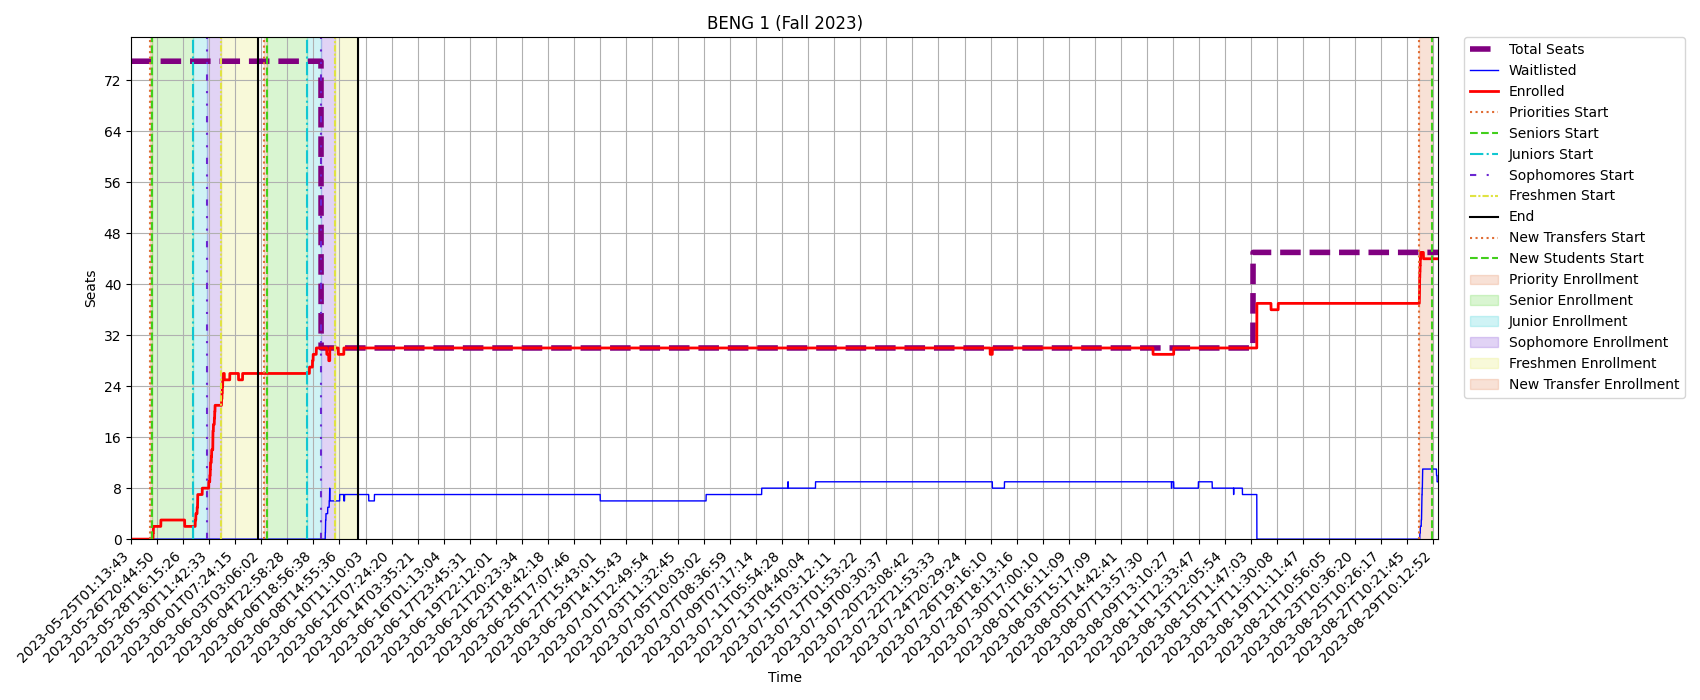 BENG 1 (Fall 2023)
Seats
72
64
56
48
40
32
24
16
8
0
2023-05-25T01:13:43
2023-05-26T20:44:50
2023-05-28T16:15:26
2023-05-30T11:42:33
2023-06-01T07:24:15
2023-06-03T03:06:02
2023-06-04T22:58:28
2023-06-06T18:56:38
2023-06-08T14:55:36
2023-06-10T11:10:03
2023-06-12T07:24:20
2023-06-14T04:35:21
2023-06-16T01:13:04
2023-06-17T23:45:31
2023-06-19T22:12:01
2023-06-21T20:23:34
2023-06-23T18:42:18
2023-06-25T17:07:46
2023-06-27T15:43:01
2023-06-29T14:15:43
2023-07-01T12:49:54
2023-07-03T11:32:45
2023-07-05T10:03:02
2023-07-07T08:36:59
2023-07-09T07:17:14
2023-07-11T05:54:28
2023-07-13T04:40:04
2023-07-15T03:12:11
2023-07-17T01:53:22
2023-07-19T00:30:37
2023-07-20T23:08:42
2023-07-22T21:53:33
2023-07-24T20:29:24
2023-07-26T19:16:10
2023-07-28T18:13:16
2023-07-30T17:00:10
2023-08-01T16:11:09
2023-08-03T15:17:09
2023-08-05T14:42:41
2023-08-07T13:57:30
2023-08-09T13:10:27
2023-08-11T12:33:47
2023-08-13T12:05:54
2023-08-15T11:47:03
2023-08-17T11:30:08
2023-08-19T11:11:47
2023-08-21T10:56:05
2023-08-23T10:36:20
2023-08-25T10:26:17
2023-08-27T10:21:45
2023-08-29T10:12:52
Time
Total Seats
Waitlisted
Enrolled
Priorities Start
Seniors Start
Juniors Start
Sophomores Start
Freshmen Start
End
New Transfers Start
New Students Start
Priority Enrollment
Senior Enrollment
Junior Enrollment
Sophomore Enrollment
Freshmen Enrollment
New Transfer Enrollment